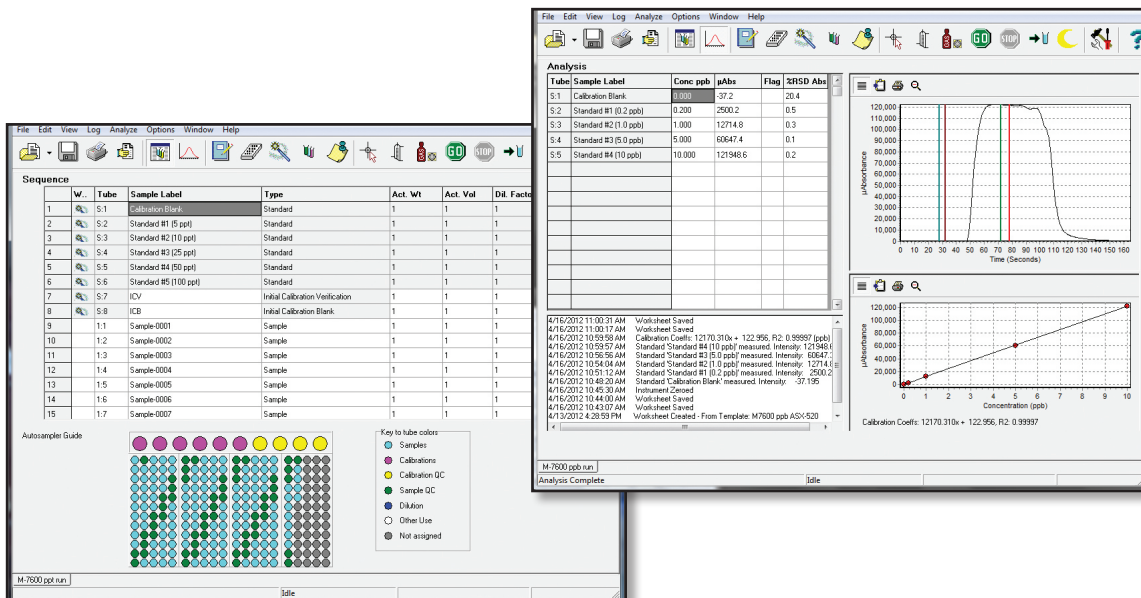 File Edit View Log Analyze Options Window Help
GO STOP
Analysis
Tube Sample Label Conc ppb µAbs Flag %RSD Abs
S:1 Calibration Blank 0.000 -37.2 20.4
S:2 Standard #1 (0.2 ppb) 0.200 2500.2 0.5
S:3 Standard #2 (1.0 ppb) 1.000 12714.8 0.3
S:4 Standard #3 (5.0 ppb) 5.000 60647.4 0.1
S:5 Standard #4 (10 ppb) 10.000 121948.6 0.2
µAbsorbance
120,000
110,000
100,000
90,000
80,000
70,000
60,000
50,000
40,000
30,000
20,000
10,000
0
0 10 20 30 40 50 60 70 80 90 100 110 120 130 140 150 160
Time (Seconds)
4/16/2012 11:00:31 AM Worksheet Saved
4/16/2012 11:00:17 AM Worksheet Saved
4/16/2012 10:59:58 AM Calibration Coeffs: 12170.310x + 122.956, R2: 0.99997 (ppb)
4/16/2012 10:59:57 AM Standard 'Standard #4 (10 ppb)' measured. Intensity: 121948.6
4/16/2012 10:56:56 AM Standard 'Standard #3 (5.0 ppb)' measured. Intensity: 60647.
4/16/2012 10:54:04 AM Standard 'Standard #2 (1.0 ppb)' measured. Intensity: 12714.
4/16/2012 10:51:12 AM Standard 'Standard #1 (0.2 ppb)' measured. Intensity: 2500.2
4/16/2012 10:48:20 AM Standard 'Calibration Blank' measured. Intensity: -37.195
4/16/2012 10:45:30 AM Instrument Zeroed
4/16/2012 10:44:00 AM Worksheet Saved
4/16/2012 10:43:07 AM Worksheet Saved
4/13/2012 4:28:59 PM Worksheet Created - From Template: M7600 ppb ASX-520
µAbsorbance
120,000
100,000
80,000
60,000
40,000
20,000
0
0 1 2 3 4 5 6 7 8 9 10
Concentration (ppb)
Calibration Coeffs: 12170.310x + 122.956, R2: 0.99997
M-7600 ppb run
Analysis Complete Idle
File Edit View Log Analyze Options Window Help
GO STOP
Sequence
W.. Tube Sample Label Type Act. Wt Act. Vol Dil. Facto
1 S:1 Calibration Blank Standard 1 1 1
2 S:2 Standard #1 (5 ppt) Standard 1 1 1
3 S:3 Standard #2 (10 ppt) Standard 1 1 1
4 S:4 Standard #3 (25 ppt) Standard 1 1 1
5 S:5 Standard #4 (50 ppt) Standard 1 1 1
6 S:6 Standard #5 (100 ppt) Standard 1 1 1
7 S:7 ICV Initial Calibration Verification 1 1 1
8 S:8 ICB Initial Calibration Blank 1 1 1
9 1:1 Sample-0001 Sample 1 1 1
10 1:2 Sample-0002 Sample 1 1 1
11 1:3 Sample-0003 Sample 1 1 1
12 1:4 Sample-0004 Sample 1 1 1
13 1:5 Sample-0005 Sample 1 1 1
14 1:6 Sample-0006 Sample 1 1 1
15 1:7 Sample-0007 Sample 1 1 1
Autosampler Guide
Key to tube colors
Samples
Calibrations
Calibration QC
Sample QC
Dilution
Other Use
Not assigned
M-7600 ppt run
Idle